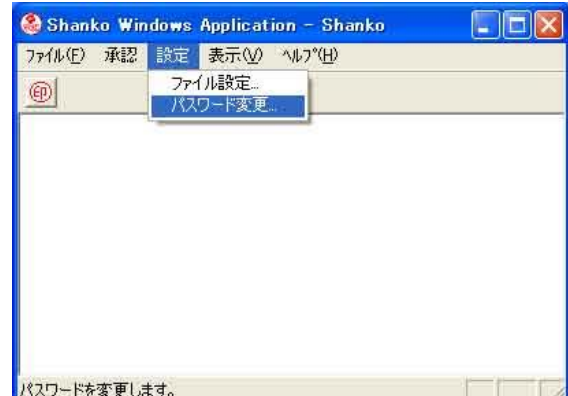 Shanko Windows Application - Shanko
ファイル(F) 承認 設定 表示(V) ヘルプ(H)
印
ファイル設定...
パスワード変更...
パスワードを変更します。